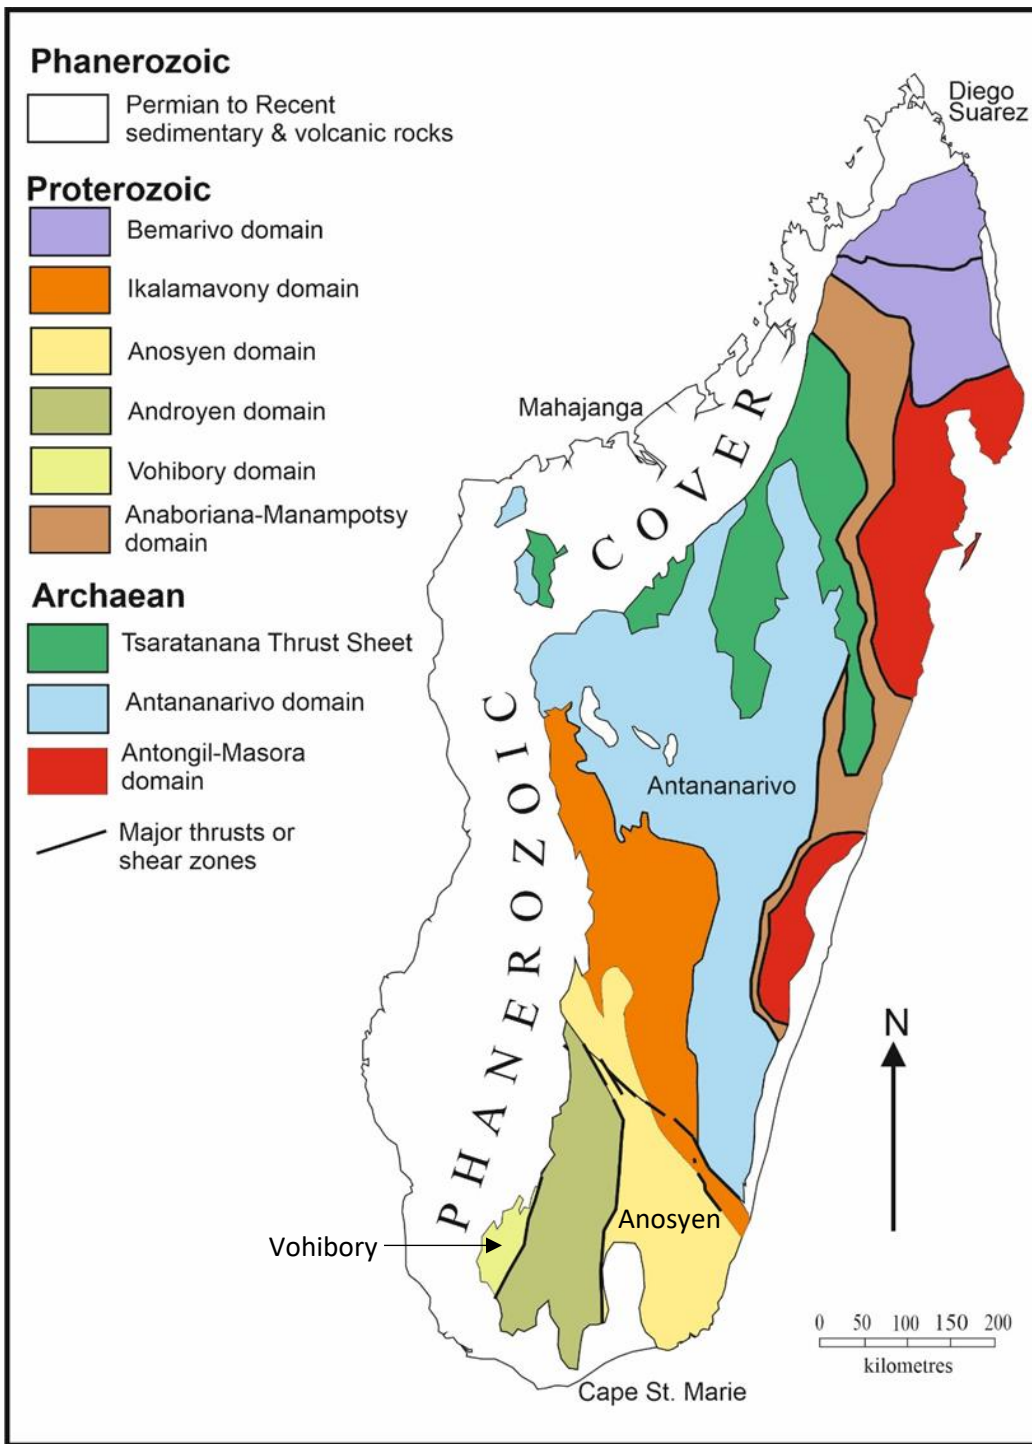 Phanerozoic
Permian to Recent
sedimentary & volcanic rocks
Proterozoic
Bemarivo domain
Ikalamavony domain
Anosyen domain
Androyen domain
Vohibory domain
Anaboriana-Manampotsy
domain
Archaean
Tsaratanana Thrust Sheet
Antananarivo domain
Antongil-Masora
domain
Major thrusts or
shear zones
Diego
Suarez
Mahajanga
PHANEROZOIC COVER
Antananarivo
N
Anosyen
Vohibory
0 50 100 150 200
kilometres
Cape St. Marie